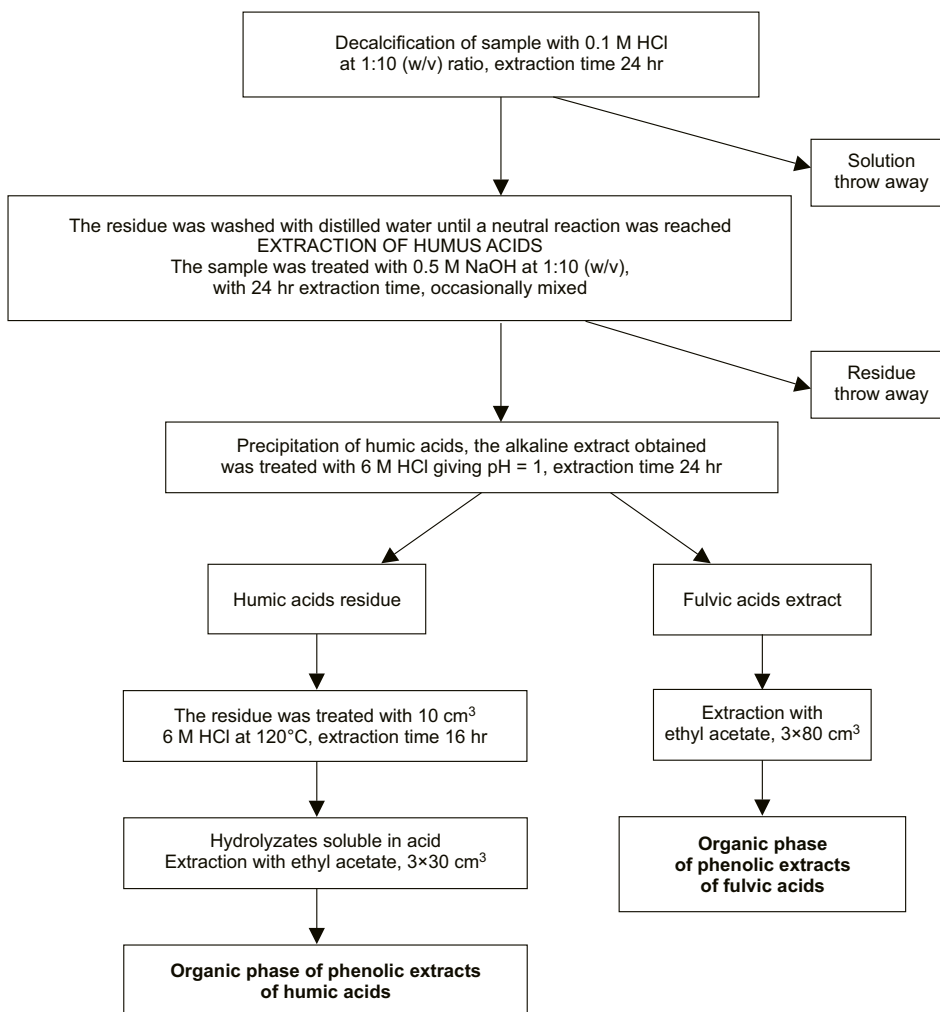 Decalcification of sample with 0.1 M HCl
at 1:10 (w/v) ratio, extraction time 24 hr
Solution
throw away
The residue was washed with distilled water until a neutral reaction was reached
EXTRACTION OF HUMUS ACIDS
The sample was treated with 0.5 M NaOH at 1:10 (w/v),
with 24 hr extraction time, occasionally mixed
Residue
throw away
Precipitation of humic acids, the alkaline extract obtained
was treated with 6 M HCl giving pH = 1, extraction time 24 hr
Humic acids residue
Fulvic acids extract
The residue was treated with 10 cm³
6 M HCl at 120°C, extraction time 16 hr
Extraction with
ethyl acetate, 3×80 cm³
Hydrolyzates soluble in acid
Extraction with ethyl acetate, 3×30 cm³
Organic phase
of phenolic extracts
of fulvic acids
Organic phase of phenolic extracts
of humic acids